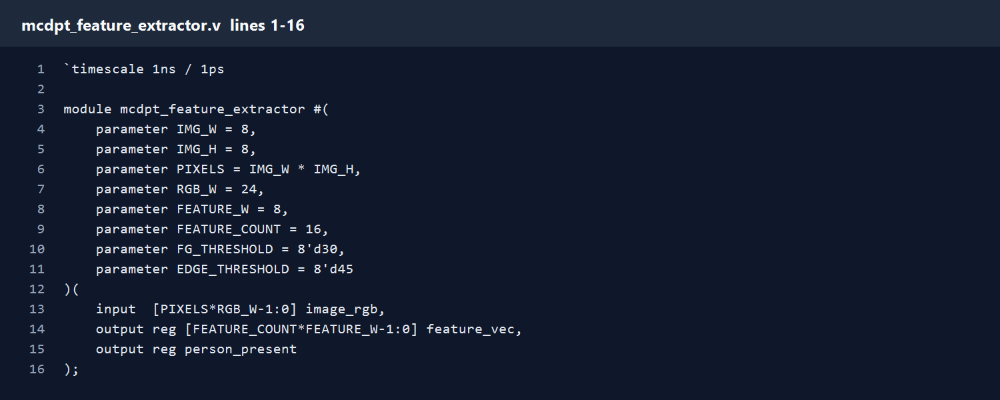 mcdpt_feature_extractor.v  lines 1-16
1 `timescale 1ns / 1ps
2
3 module mcdpt_feature_extractor #(
4     parameter IMG_W = 8,
5     parameter IMG_H = 8,
6     parameter PIXELS = IMG_W * IMG_H,
7     parameter RGB_W = 24,
8     parameter FEATURE_W = 8,
9     parameter FEATURE_COUNT = 16,
10     parameter FG_THRESHOLD = 8'd30,
11     parameter EDGE_THRESHOLD = 8'd45
12 )(
13     input  [PIXELS*RGB_W-1:0] image_rgb,
14     output reg [FEATURE_COUNT*FEATURE_W-1:0] feature_vec,
15     output reg person_present
16 );